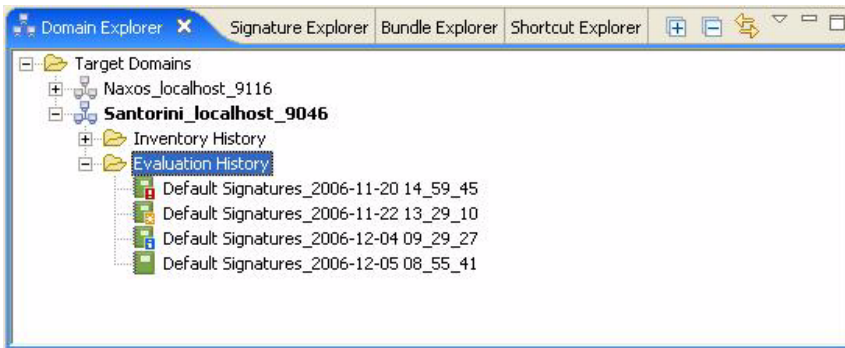 Domain Explorer Signature Explorer Bundle Explorer Shortcut Explorer
Target Domains
Naxos_localhost_9116
Santorini_localhost_9046
Inventory History
Evaluation History
Default Signatures_2006-11-20 14_59_45
Default Signatures_2006-11-22 13_29_10
Default Signatures_2006-12-04 09_29_27
Default Signatures_2006-12-05 08_55_41